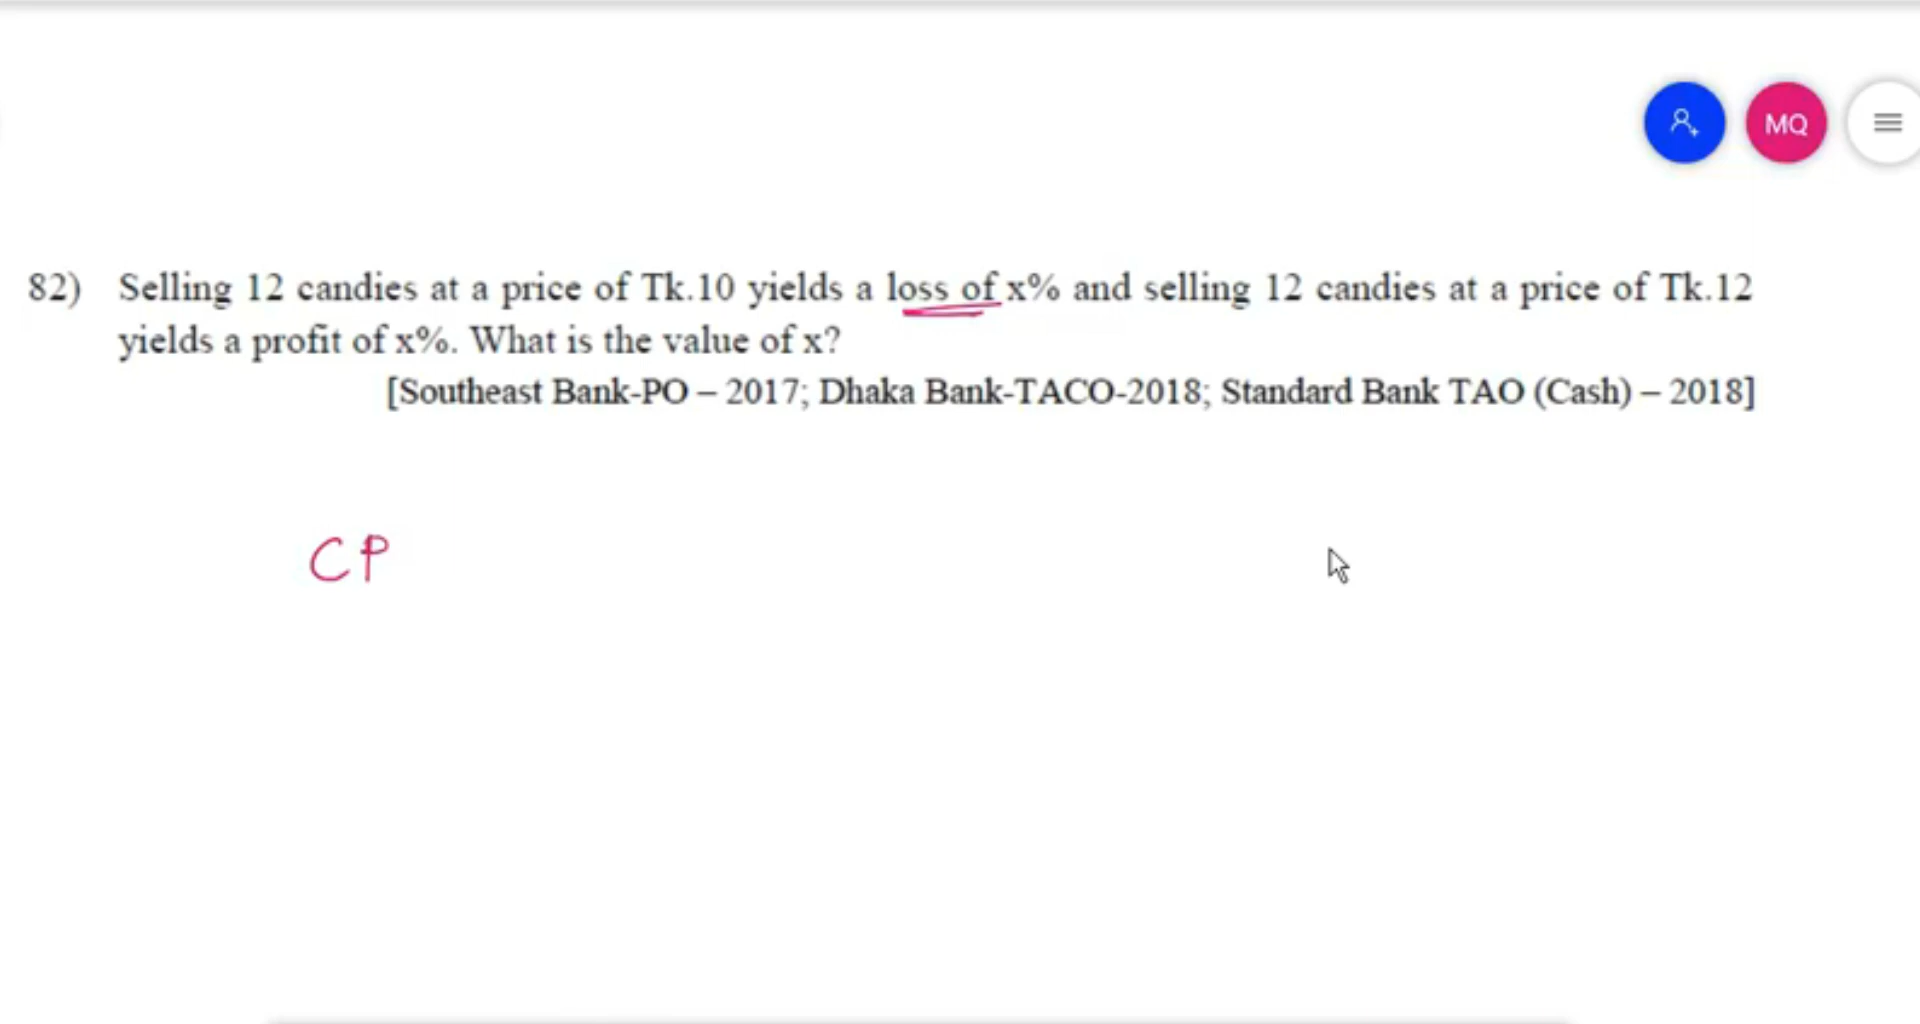 MQ
82) Selling 12 candies at a price of Tk.10 yields a loss of x% and selling 12 candies at a price of Tk.12
yields a profit of x%. What is the value of x?
[Southeast Bank-PO – 2017; Dhaka Bank-TACO-2018; Standard Bank TAO (Cash) – 2018]
CP